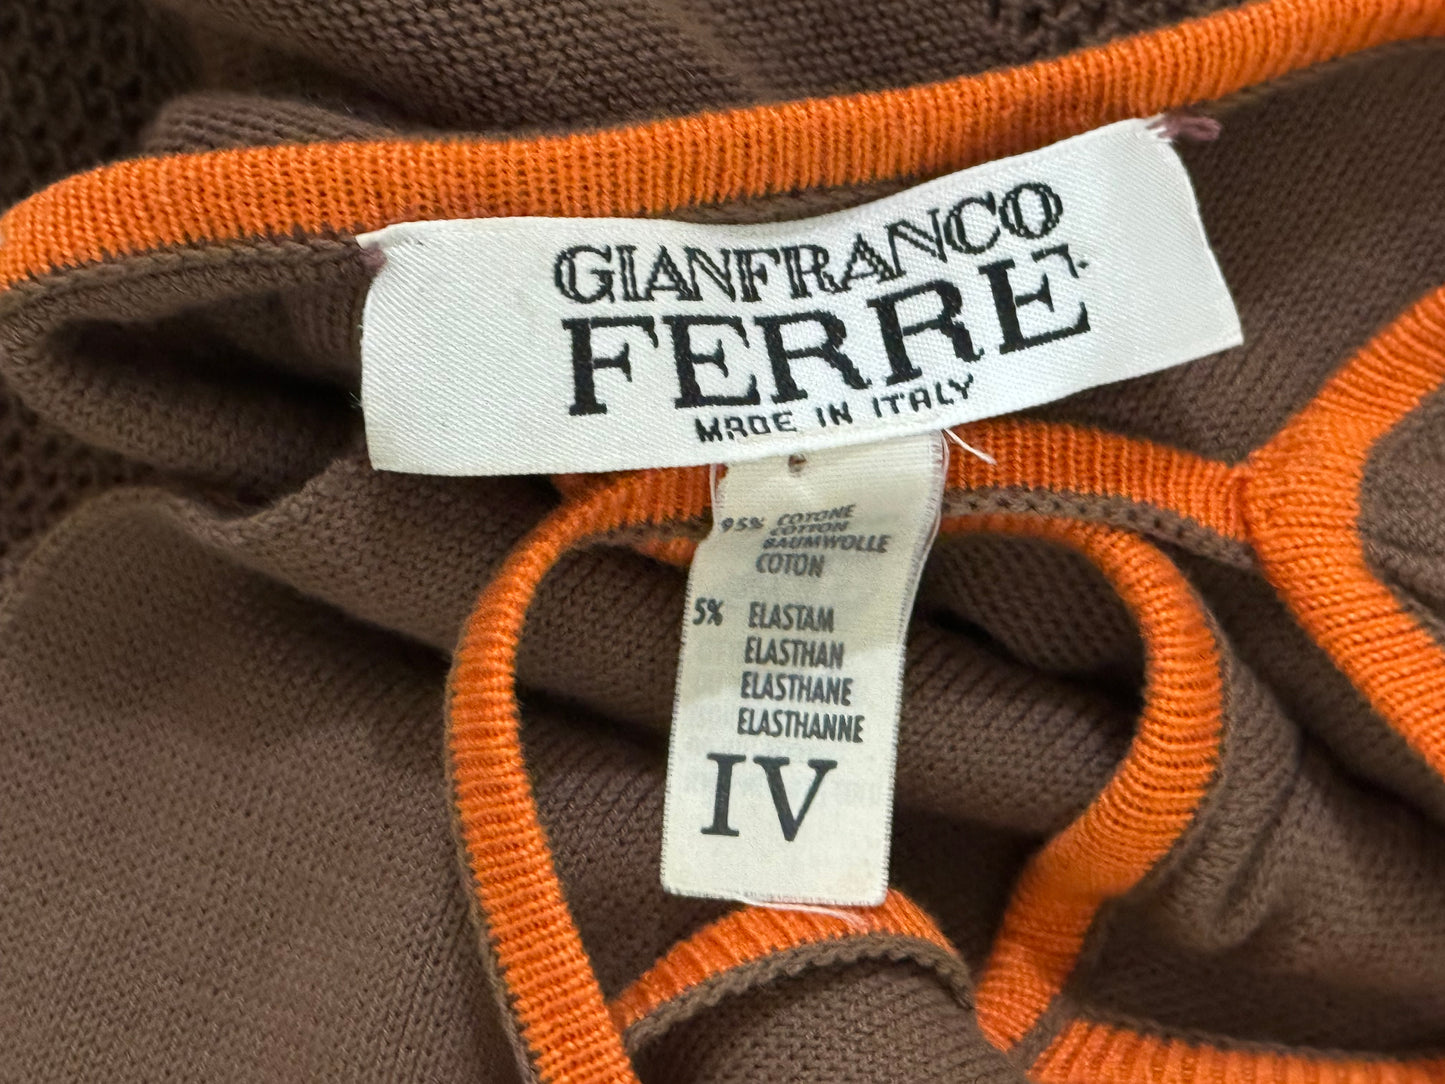 GIANFRANCO
FERRE'
MADE IN ITALY
95% COTONE
COTTON
BAUMWOLLE
COTON
5% ELASTAM
ELASTHAN
ELASTHANE
ELASTHANNE
IV